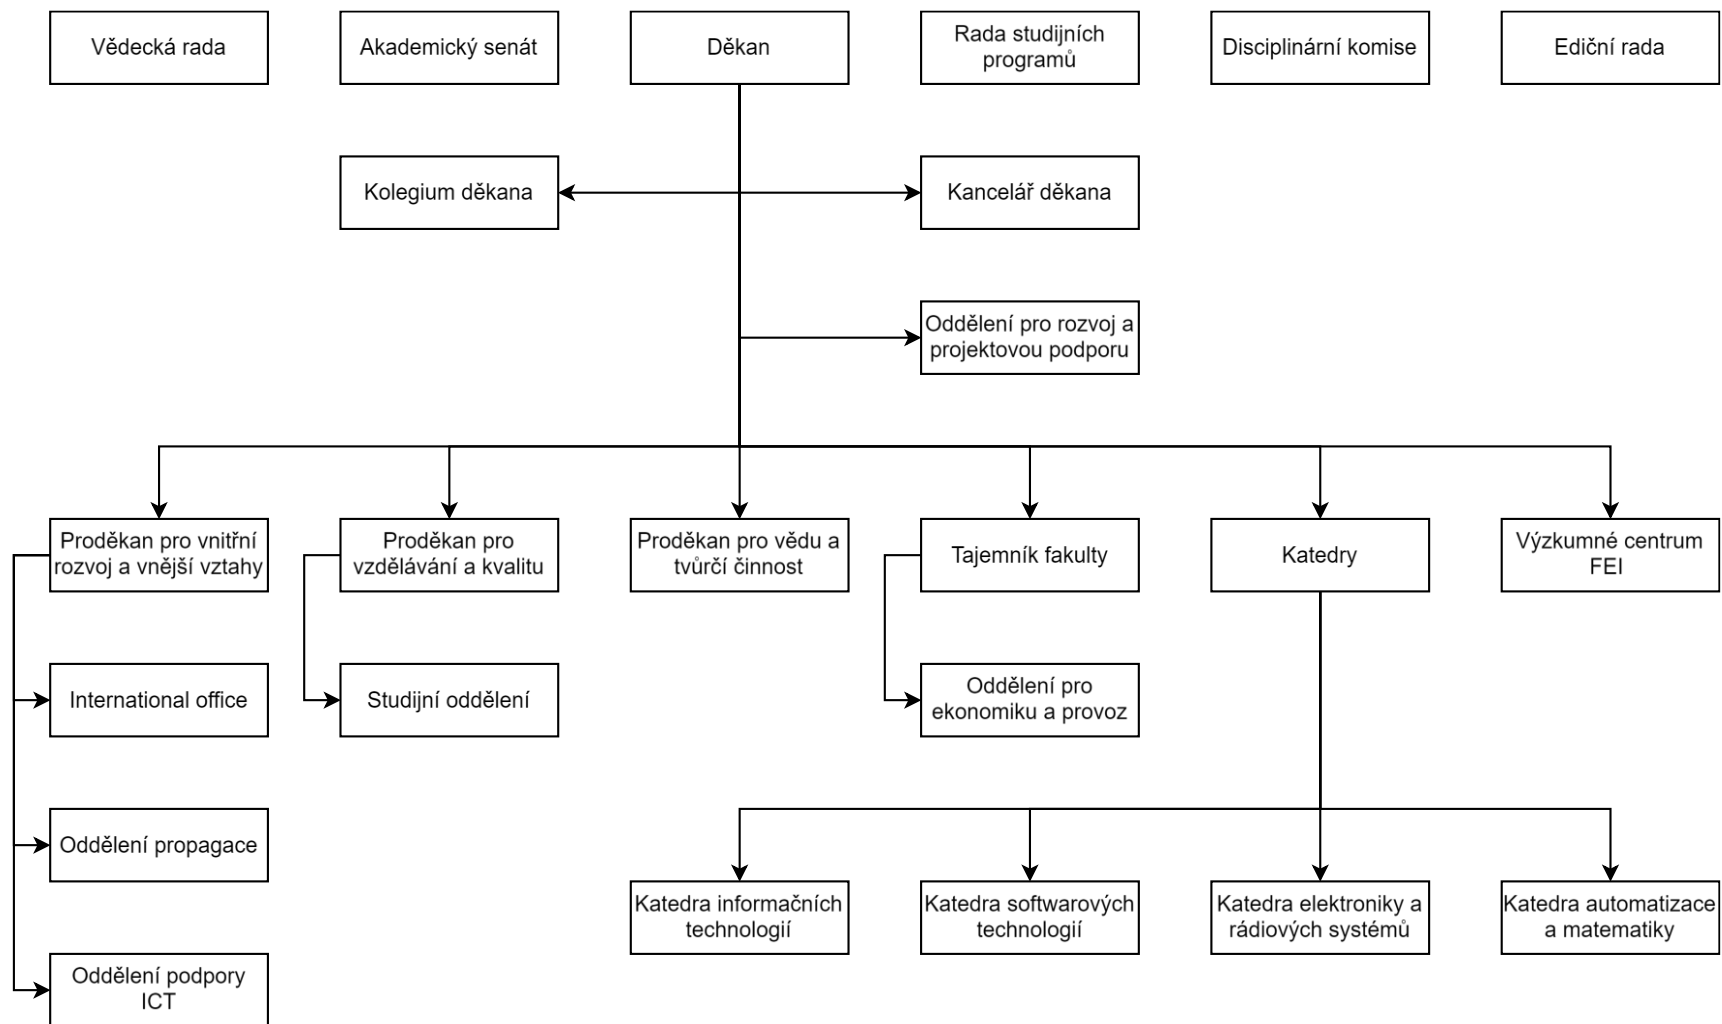 Vědecká rada
Akademický senát
Děkan
Rada studijních
programů
Disciplinární komise
Ediční rada
Kolegium děkana
Kancelář děkana
Oddělení pro rozvoj a
projektovou podporu
Proděkan pro vnitřní
rozvoj a vnější vztahy
Proděkan pro
vzdělávání a kvalitu
Proděkan pro vědu a
tvůrčí činnost
Tajemník fakulty
Katedry
Výzkumné centrum
FEI
International office
Studijní oddělení
Oddělení pro
ekonomiku a provoz
Oddělení propagace
Katedra informačních
technologií
Katedra softwarových
technologií
Katedra elektroniky a
rádiových systémů
Katedra automatizace
a matematiky
Oddělení podpory
ICT